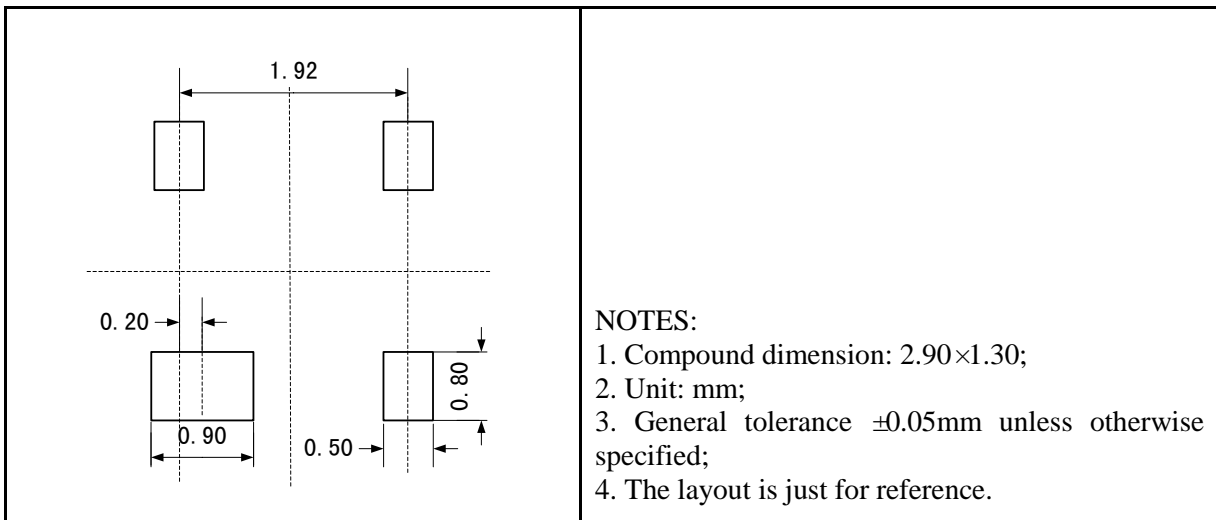 1.92
0.20
0.90
0.50
0.80
NOTES:
1. Compound dimension: 2.90×1.30;
2. Unit: mm;
3. General tolerance ±0.05mm unless otherwise
specified;
4. The layout is just for reference.